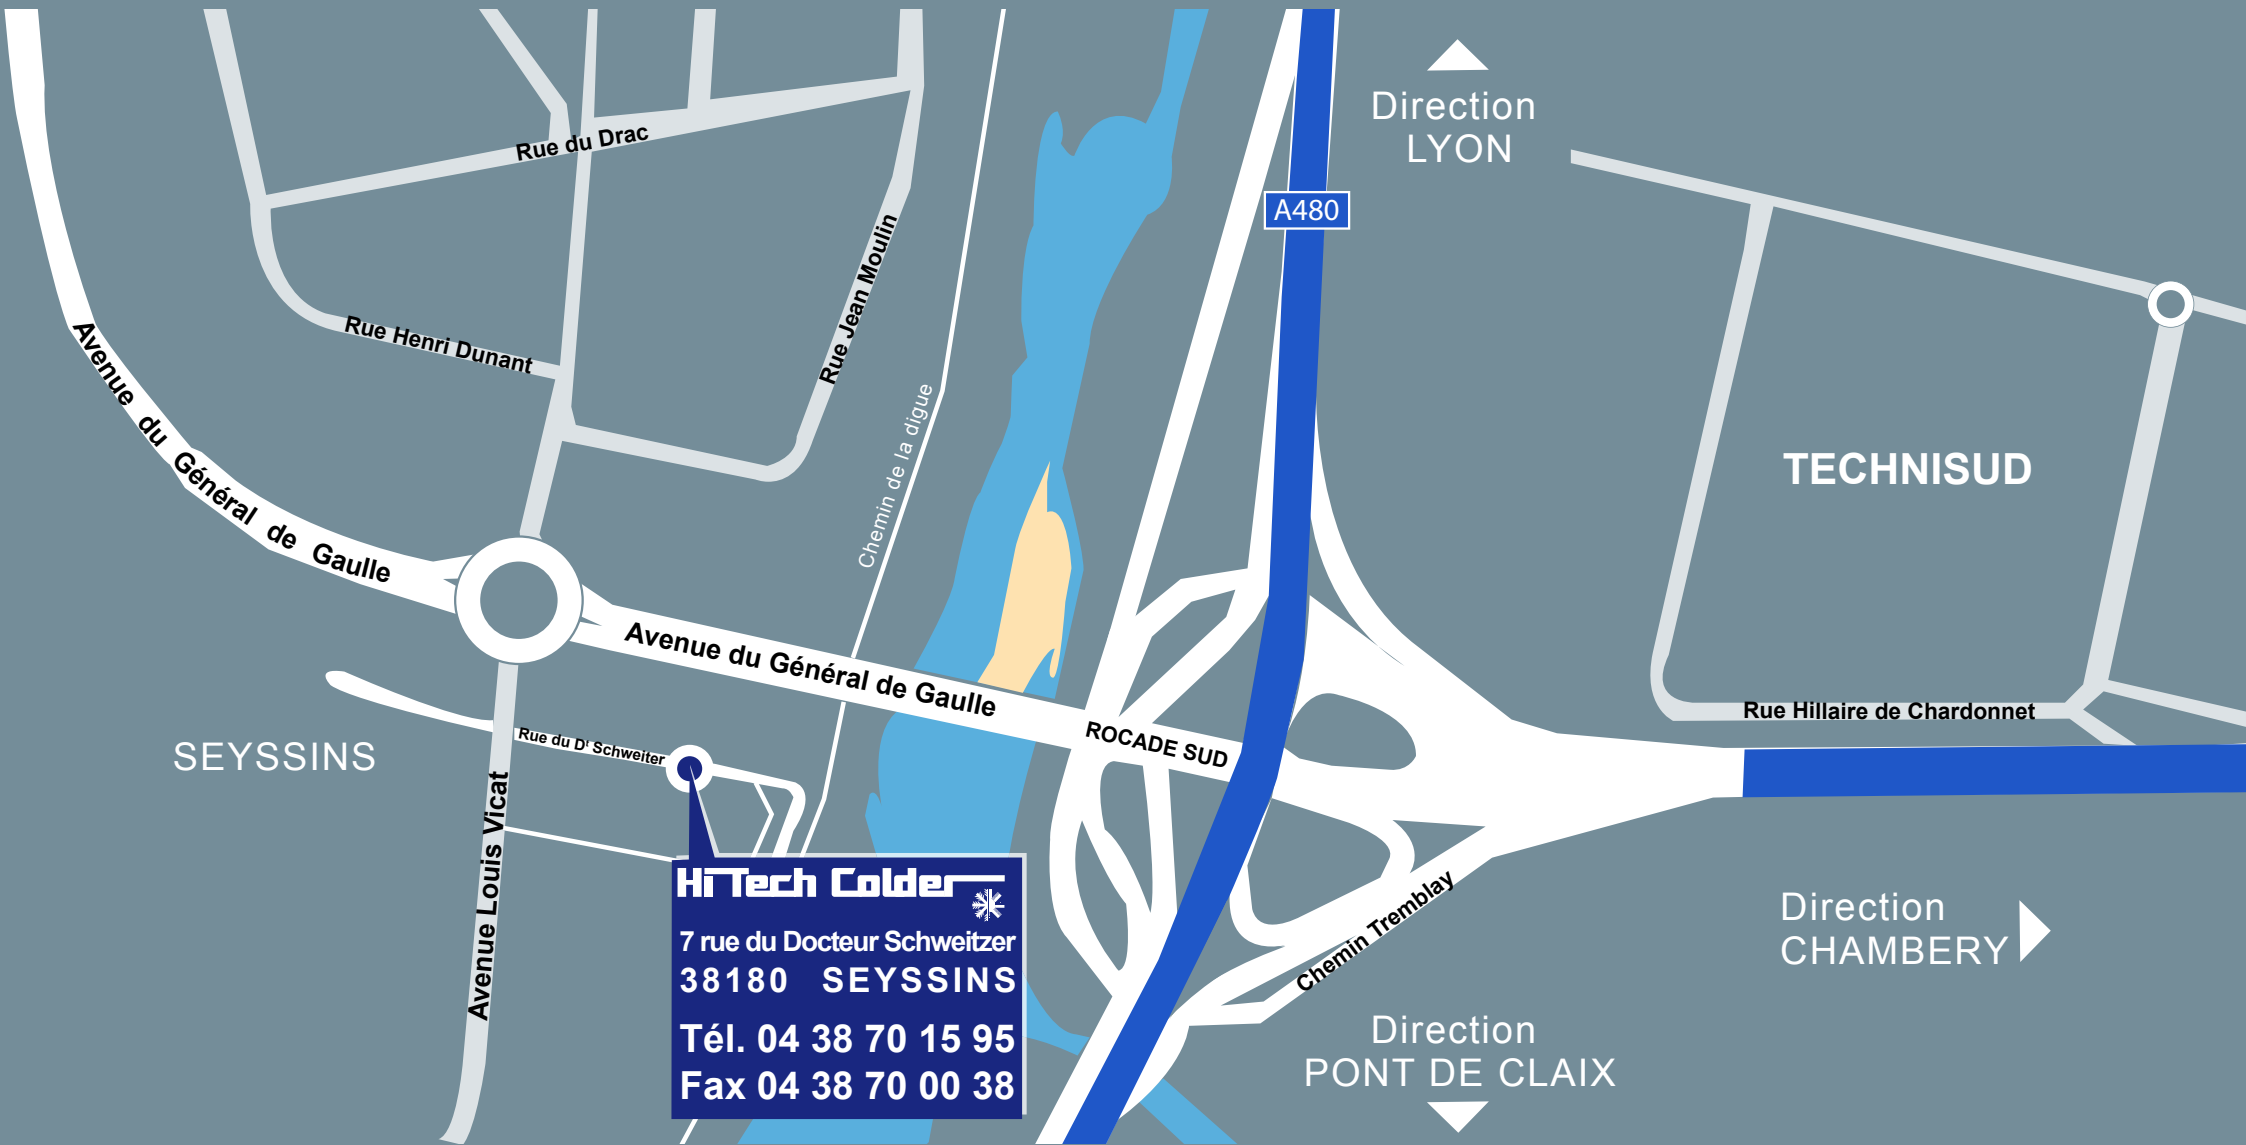 Direction
LYON
Rue du Drac
A480
Rue Jean Moulin
Rue Henri Dunant
Avenue du Général de Gaulle
Chemin de la digue
TECHNISUD
Avenue du Général de Gaulle
ROCADE SUD
Rue Hillaire de Chardonnet
SEYSSINS
Rue du Dr Schweiter
Avenue Louis Vicat
Hi Tech Colder
7 rue du Docteur Schweitzer
38180 SEYSSINS
Tél. 04 38 70 15 95
Fax 04 38 70 00 38
Chemin Tremblay
Direction
CHAMBERY
Direction
PONT DE CLAIX